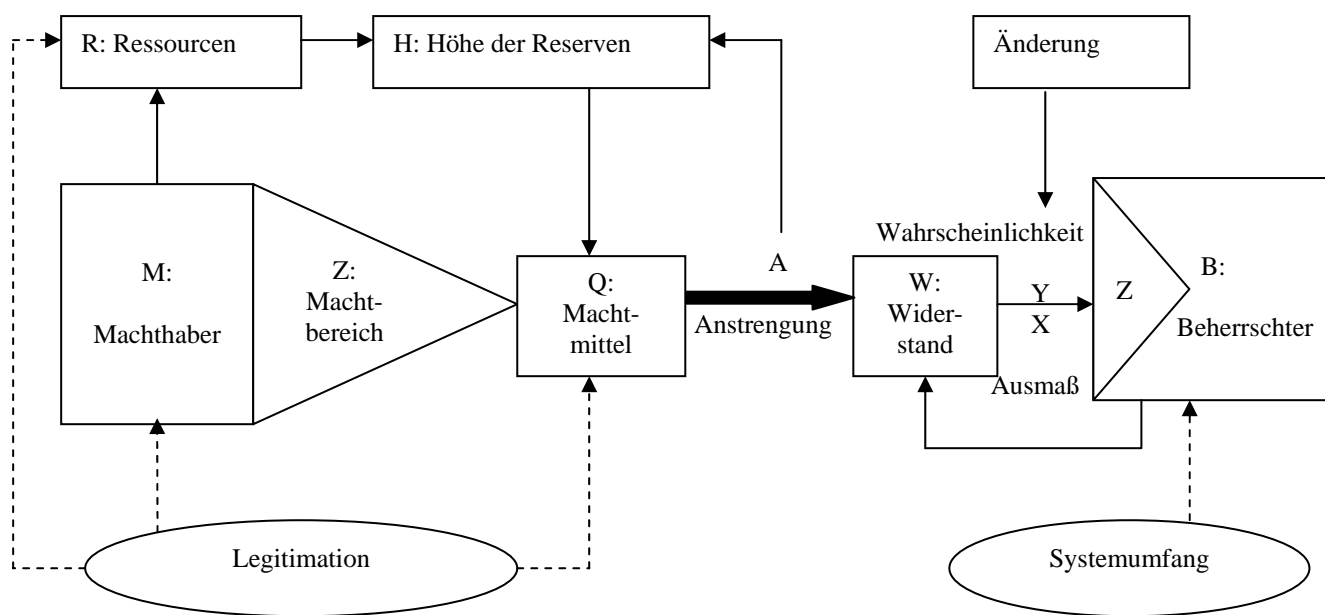 R: Ressourcen
H: Höhe der Reserven
Änderung
M:
Machthaber
Z:
Macht-
bereich
Q:
Macht-
mittel
A
Anstrengung
W:
Wider-
stand
Wahrscheinlichkeit
Y
X
Ausmaß
Z
B:
Beherrschter
Legitimation
Systemumfang